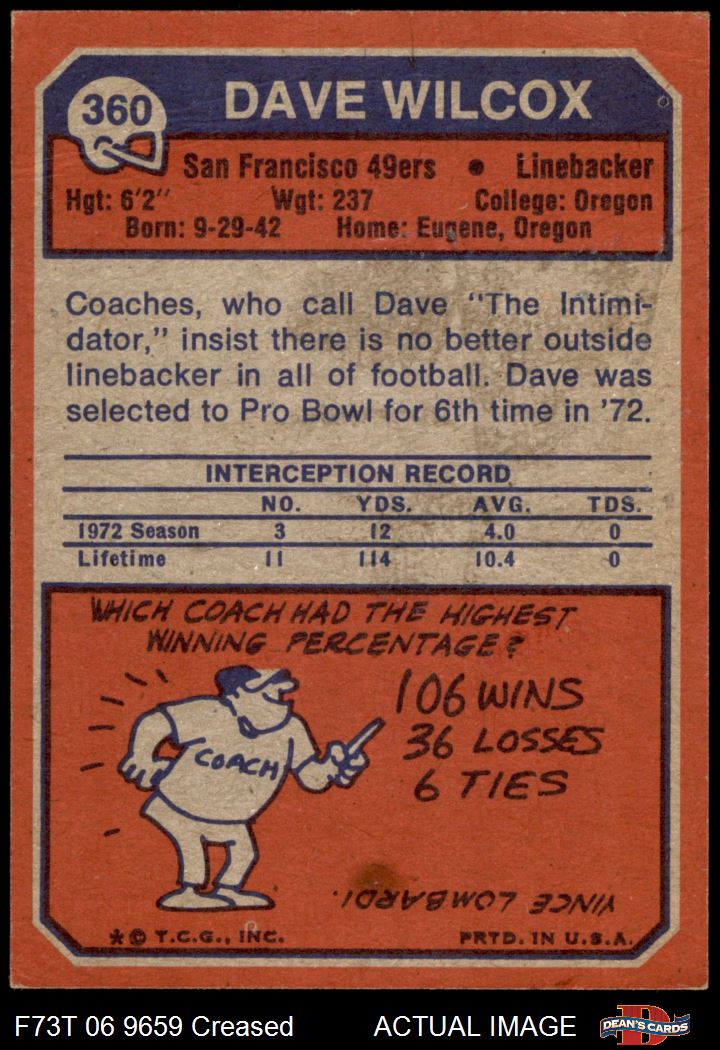 360
DAVE WILCOX
San Francisco 49ers • Linebacker
Hgt: 6'2" Wgt: 237 College: Oregon
Born: 9-29-42 Home: Eugene, Oregon
Coaches, who call Dave "The Intimi-
dator," insist there is no better outside
linebacker in all of football. Dave was
selected to Pro Bowl for 6th time in '72.
INTERCEPTION RECORD
NO. YDS. AVG. TDS.
1972 Season 3 12 4.0 0
Lifetime 11 114 10.4 0
WHICH COACH HAD THE HIGHEST
WINNING PERCENTAGE?
106 WINS
36 LOSSES
6 TIES
COACH
VINCE LOMBARDI.
*© T.C.G., INC. PRTD. IN U.S.A.
F73T 06 9659 Creased ACTUAL IMAGE DEAN'S CARDS